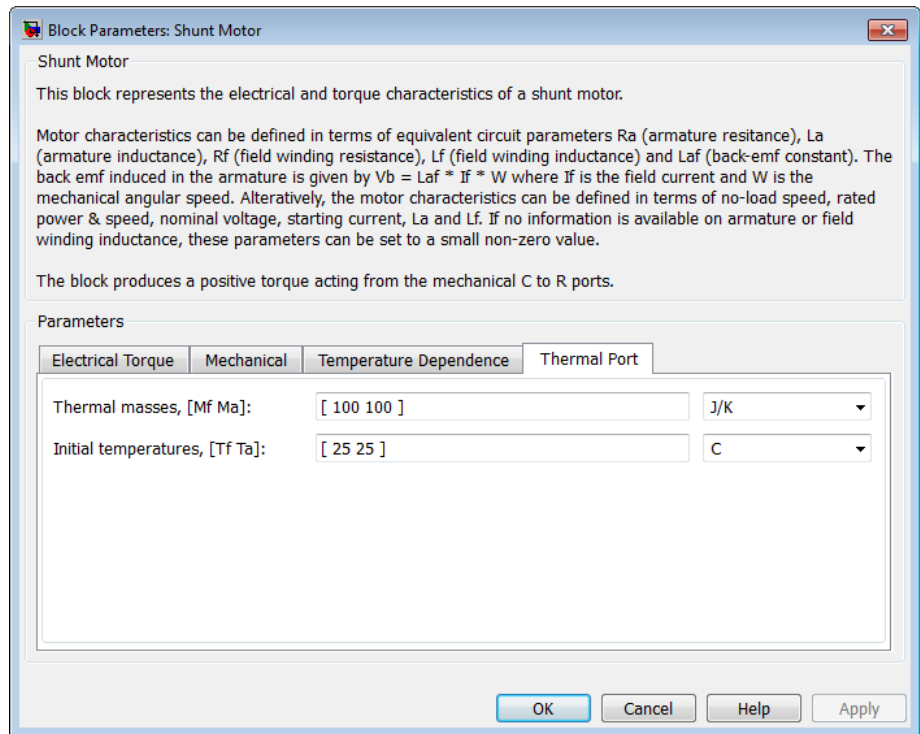 Block Parameters: Shunt Motor
Shunt Motor
This block represents the electrical and torque characteristics of a shunt motor.
Motor characteristics can be defined in terms of equivalent circuit parameters Ra (armature resitance), La
(armature inductance), Rf (field winding resistance), Lf (field winding inductance) and Laf (back-emf constant). The
back emf induced in the armature is given by Vb = Laf * If * W where If is the field current and W is the
mechanical angular speed. Alteratively, the motor characteristics can be defined in terms of no-load speed, rated
power & speed, nominal voltage, starting current, La and Lf. If no information is available on armature or field
winding inductance, these parameters can be set to a small non-zero value.
The block produces a positive torque acting from the mechanical C to R ports.
Parameters
Electrical Torque Mechanical Temperature Dependence Thermal Port
Thermal masses, [Mf Ma]: [ 100 100 ] J/K
Initial temperatures, [Tf Ta]: [ 25 25 ] C
OK Cancel Help Apply